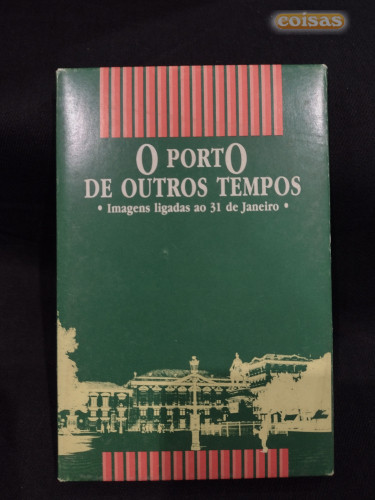 coisas
O PORTO
DE OUTROS TEMPOS
• Imagens ligadas ao 31 de Janeiro •